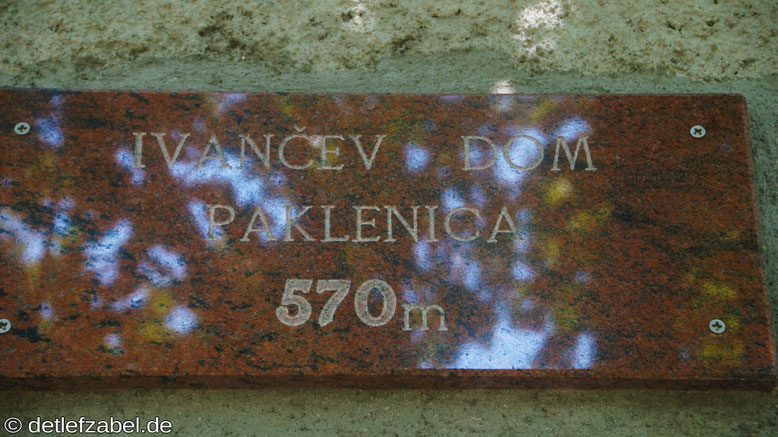 IVANČEV DOM
PAKLENICA
570m
© detlefzabel.de